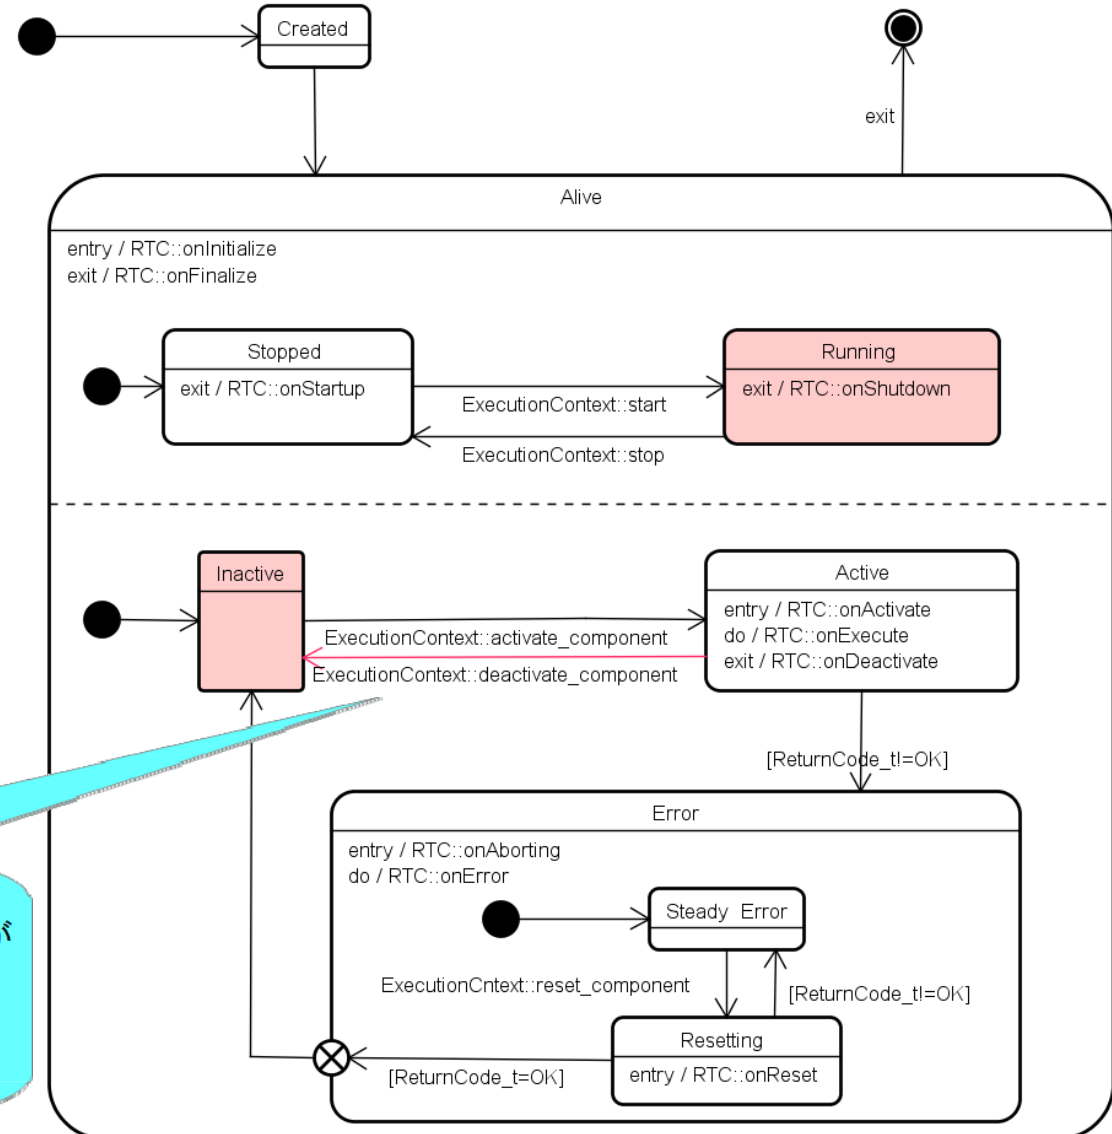 Created
exit
Alive
entry / RTC::onInitialize
exit / RTC::onFinalize
Stopped
exit / RTC::onStartup
Running
exit / RTC::onShutdown
ExecutionContext::start
ExecutionContext::stop
Inactive
Active
entry / RTC::onActivate
do / RTC::onExecute
exit / RTC::onDeactivate
ExecutionContext::activate_component
ExecutionContext::deactivate_component
[ReturnCode_t!=OK]
Error
entry / RTC::onAborting
do / RTC::onError
が
Steady Error
ExecutionCntext::reset_component
[ReturnCode_t!=OK]
Resetting
entry / RTC::onReset
[ReturnCode_t=OK]